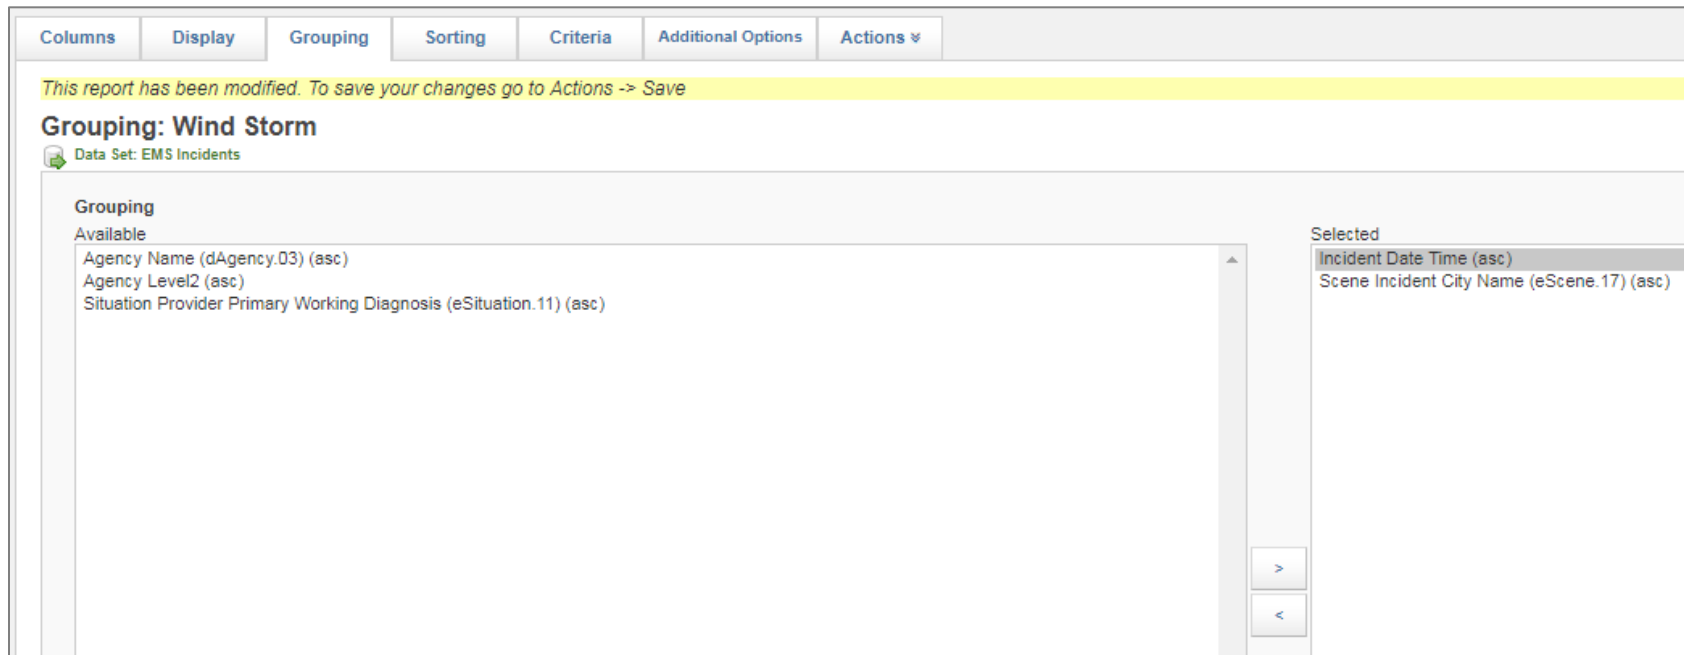 Columns Display Grouping Sorting Criteria Additional Options Actions
This report has been modified. To save your changes go to Actions -> Save
Grouping: Wind Storm
Data Set: EMS Incidents
Grouping
Available
Agency Name (dAgency.03) (asc)
Agency Level2 (asc)
Situation Provider Primary Working Diagnosis (eSituation.11) (asc)
>
<
Selected
Incident Date Time (asc)
Scene Incident City Name (eScene.17) (asc)